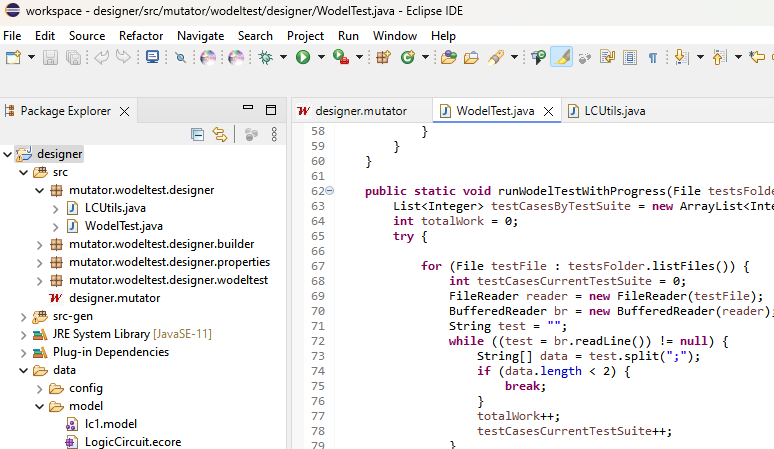 workspace - designer/src/mutator/wodeltest/designer/WodelTest.java - Eclipse IDE
File Edit Source Refactor Navigate Search Project Run Window Help
Package Explorer
designer
src
mutator.wodeltest.designer
LCUtils.java
WodelTest.java
mutator.wodeltest.designer.builder
mutator.wodeltest.designer.properties
mutator.wodeltest.designer.wodeltest
designer.mutator
src-gen
JRE System Library [JavaSE-11]
Plug-in Dependencies
data
config
model
lc1.model
LogicCircuit.ecore
designer.mutator WodelTest.java LCUtils.java
58 }
59 }
60 }
61
62 public static void runWodelTestWithProgress(File testsFolde
63 List<Integer> testCasesByTestSuite = new ArrayList<Inte
64 int totalWork = 0;
65 try {
66
67 for (File testFile : testsFolder.listFiles()) {
68 int testCasesCurrentTestSuite = 0;
69 FileReader reader = new FileReader(testFile);
70 BufferedReader br = new BufferedReader(reader);
71 String test = "";
72 while ((test = br.readLine()) != null) {
73 String[] data = test.split(";");
74 if (data.length < 2) {
75 break;
76 }
77 totalWork++;
78 testCasesCurrentTestSuite++;
79 }